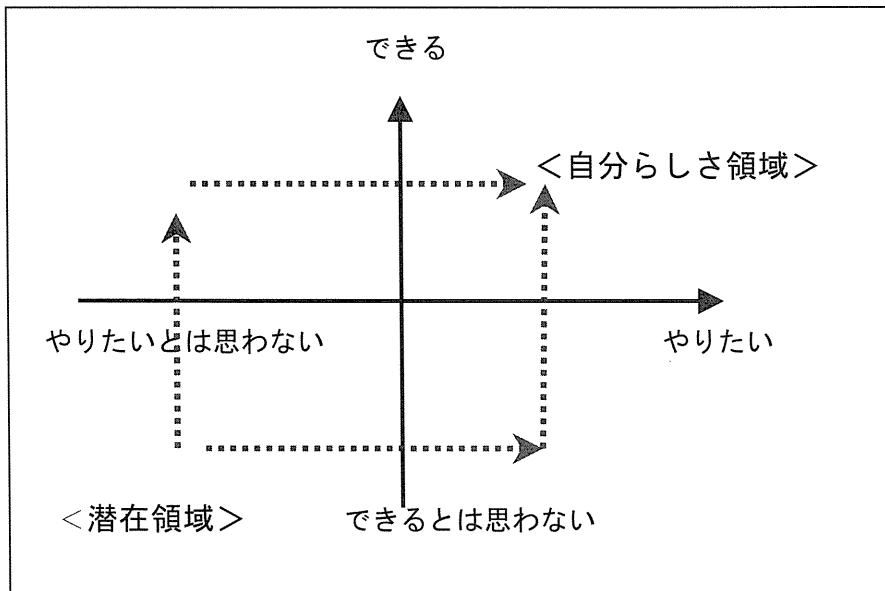 できる
＜自分らしさ領域＞
やりたいとは思わない
やりたい
＜潜在領域＞
できるとは思わない